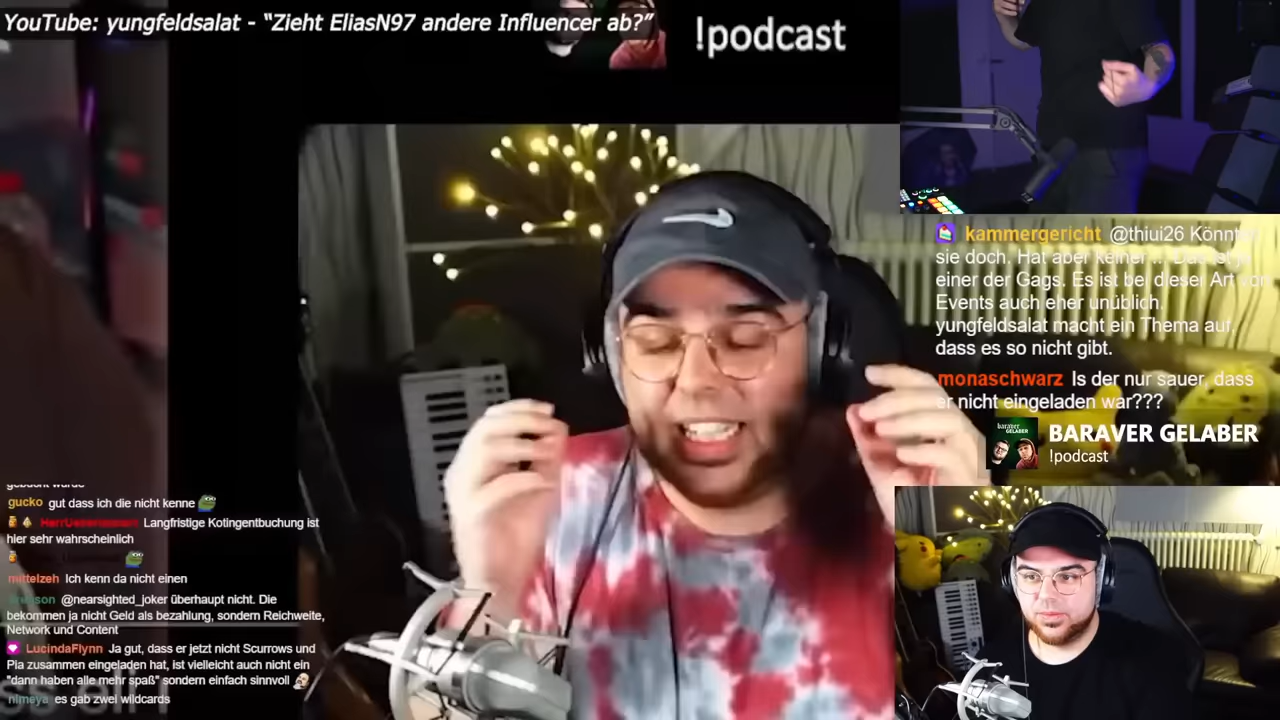 YouTube: yungfeldsalat - “Zieht EliasN97 andere Influencer ab?”
!podcast
kammergericht @thiui26 Könnten
sie doch. Hat aber keiner ... Das ist ja
einer der Gags. Es ist bei dieser Art von
Events auch eher unüblich.
yungfeldsalat macht ein Thema auf,
dass es so nicht gibt.
monaschwarz Is der nur sauer, dass
er nicht eingeladen war???
baraver
GELABER
BARAVER GELABER
!podcast
gucko gut dass ich die nicht kenne
Langfristige Kotingentbuchung ist
hier sehr wahrscheinlich
mittelzeh Ich kenn da nicht einen
@nearsighted_joker überhaupt nicht. Die
bekommen ja nicht Geld als bezahlung, sondern Reichweite,
Network und Content
LucindaFlynn Ja gut, dass er jetzt nicht Scurrows und
Pia zusammen eingeladen hat, ist vielleicht auch nicht ein
"dann haben alle mehr spaß" sondern einfach sinnvoll
nimeya es gab zwei wildcards